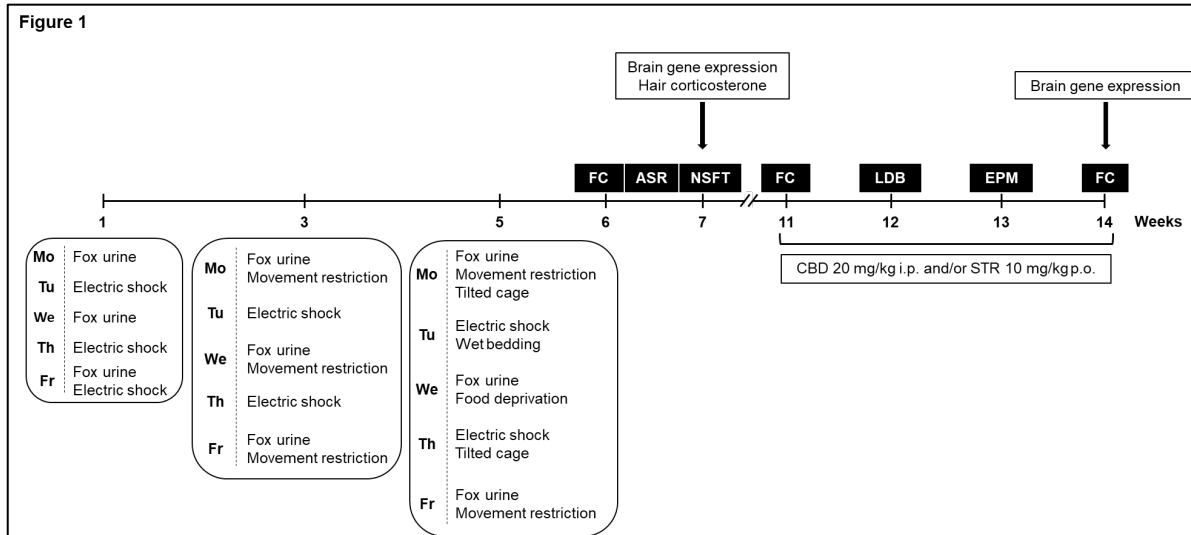 Figure 1
Brain gene expression
Hair corticosterone
Brain gene expression
FC ASR NSFT FC LDB EPM FC
1 3 5 6 7 11 12 13 14 Weeks
Mo Fox urine
Tu Electric shock
We Fox urine
Th Electric shock
Fr Fox urine
Electric shock
Mo Fox urine
Movement restriction
Tu Electric shock
We Fox urine
Movement restriction
Th Electric shock
Fr Fox urine
Movement restriction
Mo Fox urine
Movement restriction
Tilted cage
Tu Electric shock
Wet bedding
We Fox urine
Food deprivation
Th Electric shock
Tilted cage
Fr Fox urine
Movement restriction
CBD 20 mg/kg i.p. and/or STR 10 mg/kg p.o.